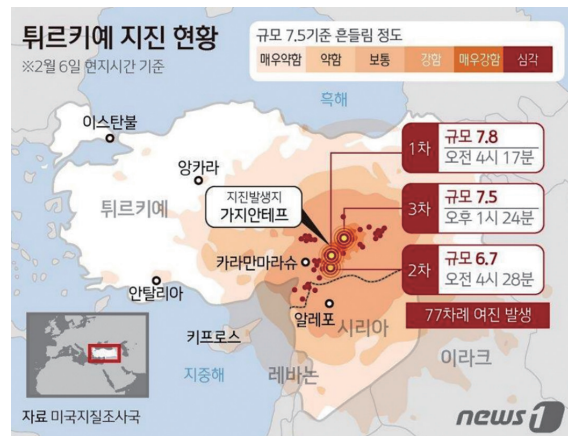 튀르키예 지진 현황
※2월 6일 현지시간 기준
규모 7.5기준 흔들림 정도
매우약함 약함 보통 강함 매우강함 심각
흑해
이스탄불
앙카라
튀르키예
지진발생지
가지안테프
카라만마라슈
안탈리아
1차
규모 7.8
오전 4시 17분
3차
규모 7.5
오후 1시 24분
2차
규모 6.7
오전 4시 28분
77차례 여진 발생
알레포
시리아
키프로스
지중해
레바논
이라크
자료 미국지질조사국
news1